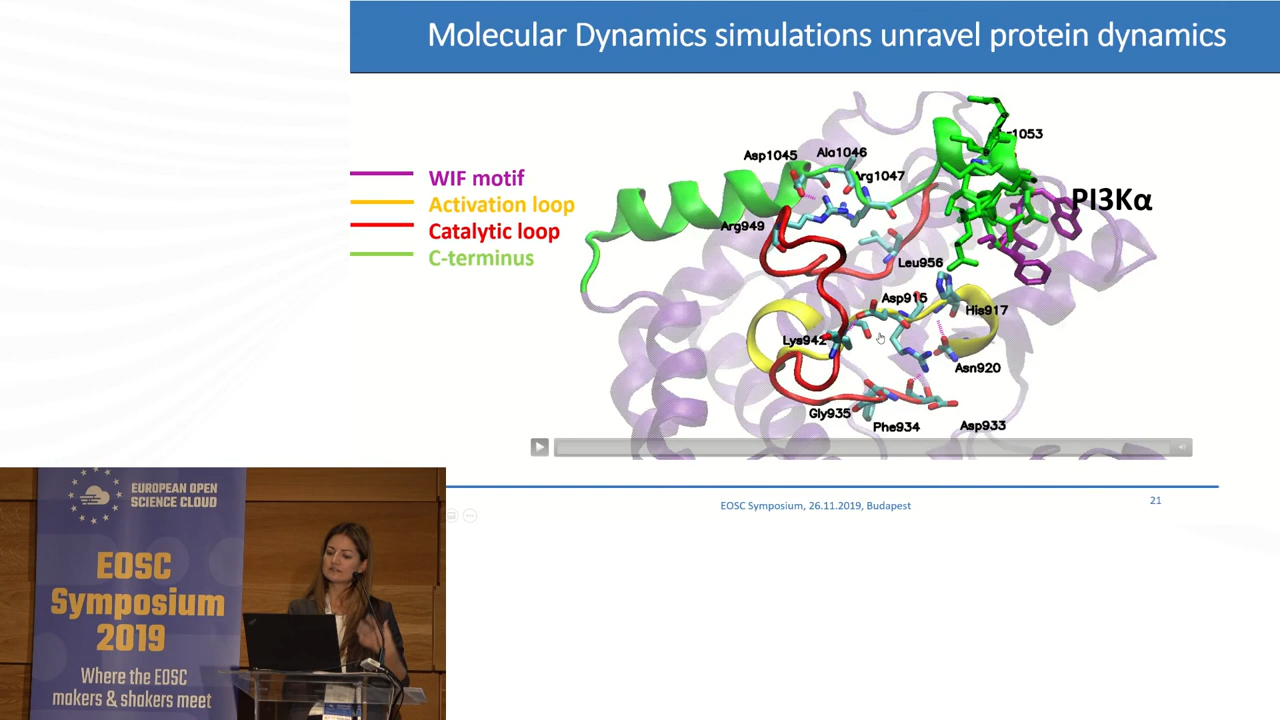 Molecular Dynamics simulations unravel protein dynamics
WIF motif
Activation loop
Catalytic loop
C-terminus
Asp1045
Ala1046
Arg1047
1053
PI3Kα
Arg949
Leu956
Asp915
His917
Lys942
Asn920
Gly935
Phe934
Asp933
EOSC Symposium, 26.11.2019, Budapest
21
EUROPEAN OPEN
SCIENCE CLOUD
EOSC
Symposium
2019
Where the EOSC
makers & shakers meet